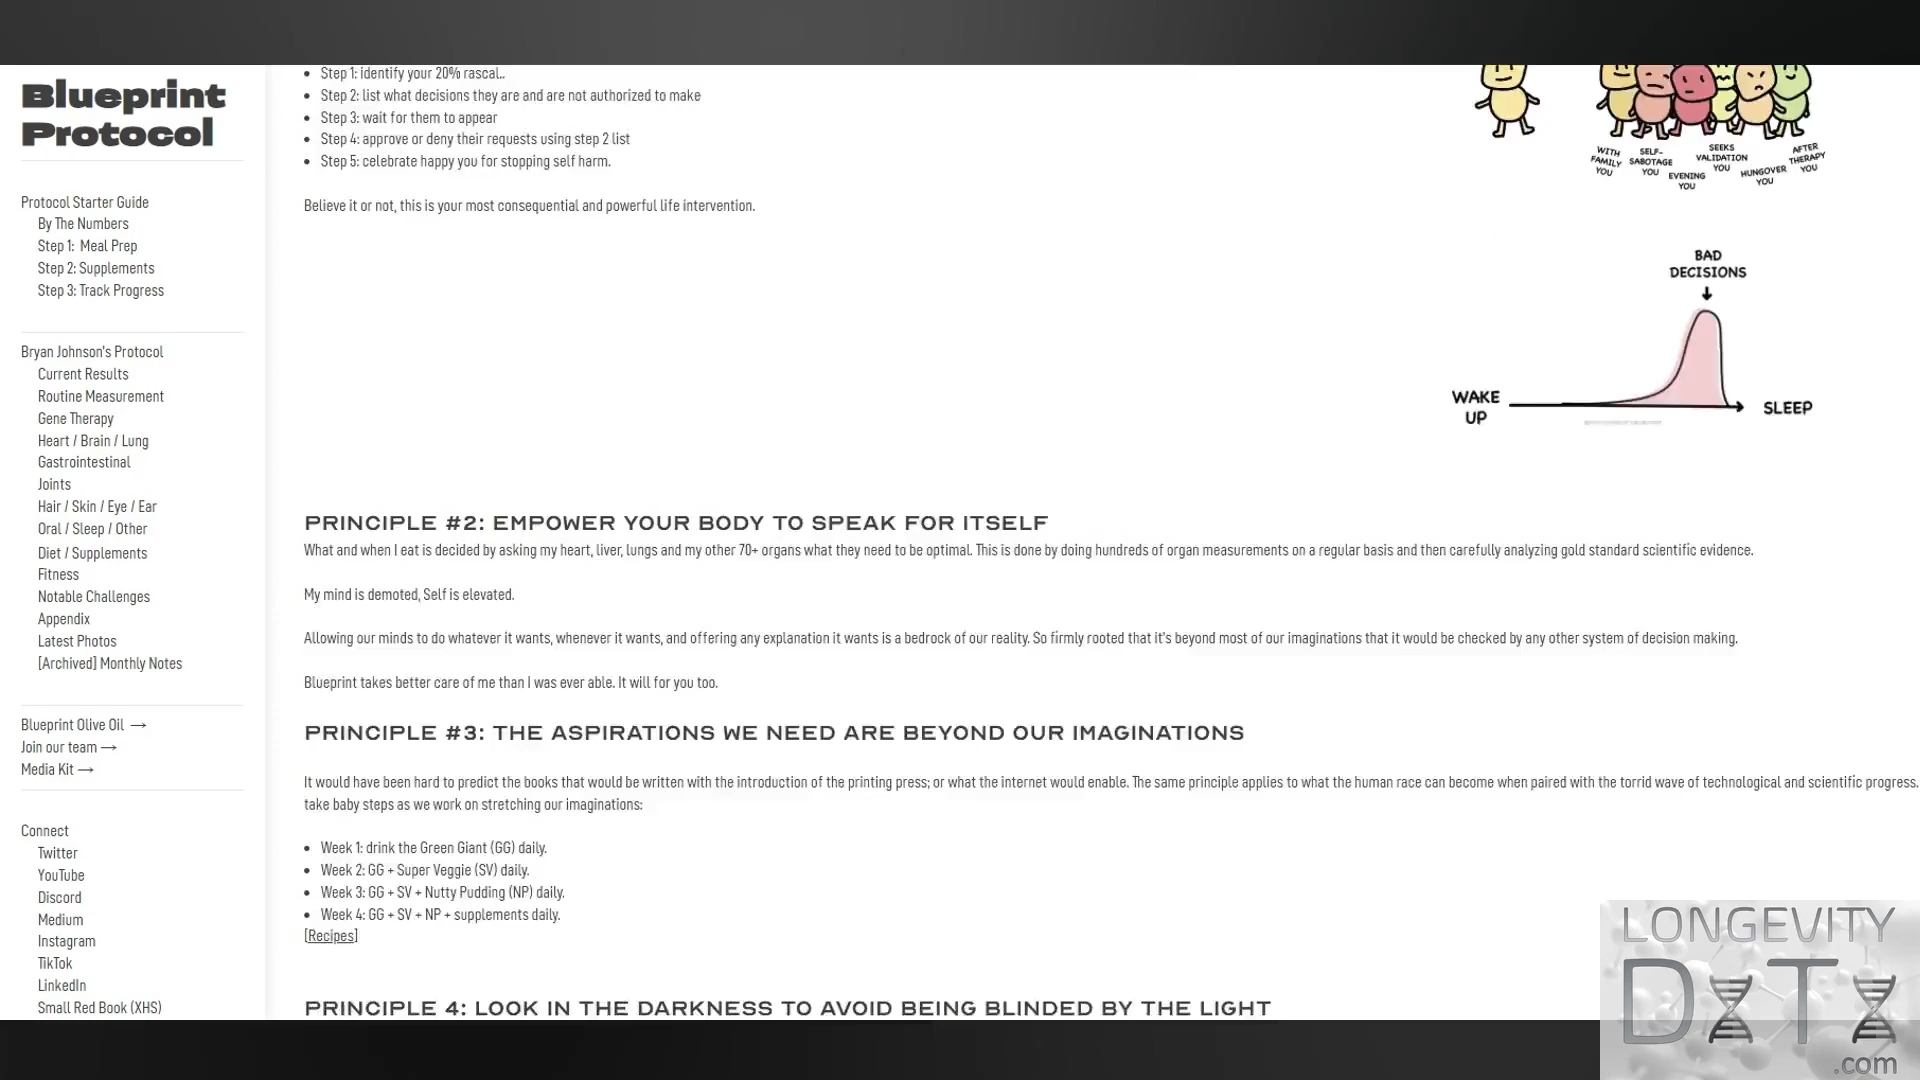 Blueprint
Protocol
Protocol Starter Guide
By The Numbers
Step 1: Meal Prep
Step 2: Supplements
Step 3: Track Progress
Bryan Johnson's Protocol
Current Results
Routine Measurement
Gene Therapy
Heart / Brain / Lung
Gastrointestinal
Joints
Hair / Skin / Eye / Ear
Oral / Sleep / Other
Diet / Supplements
Fitness
Notable Challenges
Appendix
Latest Photos
[Archived] Monthly Notes
Blueprint Olive Oil →
Join our team →
Media Kit →
Connect
Twitter
YouTube
Discord
Medium
Instagram
TikTok
LinkedIn
Small Red Book (XHS)
Step 1: identify your 20% rascal..
Step 2: list what decisions they are and are not authorized to make
Step 3: wait for them to appear
Step 4: approve or deny their requests using step 2 list
Step 5: celebrate happy you for stopping self harm.
Believe it or not, this is your most consequential and powerful life intervention.
WITH
FAMILY
YOU
SELF-
SABOTAGE
YOU
EVENING
YOU
SEEKS
VALIDATION
YOU
HUNGOVER
YOU
AFTER
THERAPY
YOU
BAD
DECISIONS
WAKE
UP
SLEEP
PRINCIPLE #2: EMPOWER YOUR BODY TO SPEAK FOR ITSELF
What and when I eat is decided by asking my heart, liver, lungs and my other 70+ organs what they need to be optimal. This is done by doing hundreds of organ measurements on a regular basis and then carefully analyzing gold standard scientific evidence.
My mind is demoted, Self is elevated.
Allowing our minds to do whatever it wants, whenever it wants, and offering any explanation it wants is a bedrock of our reality. So firmly rooted that it's beyond most of our imaginations that it would be checked by any other system of decision making.
Blueprint takes better care of me than I was ever able. It will for you too.
PRINCIPLE #3: THE ASPIRATIONS WE NEED ARE BEYOND OUR IMAGINATIONS
It would have been hard to predict the books that would be written with the introduction of the printing press; or what the internet would enable. The same principle applies to what the human race can become when paired with the torrid wave of technological and scientific progress.
take baby steps as we work on stretching our imaginations:
Week 1: drink the Green Giant (GG) daily.
Week 2: GG + Super Veggie (SV) daily.
Week 3: GG + SV + Nutty Pudding (NP) daily.
Week 4: GG + SV + NP + supplements daily.
[Recipes]
PRINCIPLE 4: LOOK IN THE DARKNESS TO AVOID BEING BLINDED BY THE LIGHT
LONGEVITY
DATA
.com